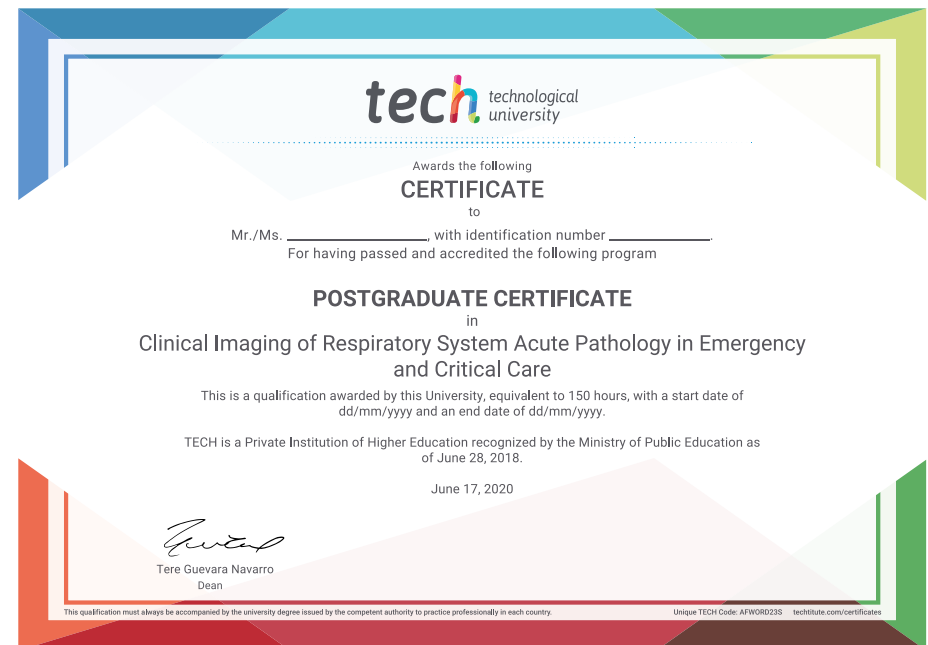 tech technological
university
Awards the following
CERTIFICATE
to
Mr./Ms. ____________, with identification number ____________.
For having passed and accredited the following program
POSTGRADUATE CERTIFICATE
in
Clinical Imaging of Respiratory System Acute Pathology in Emergency
and Critical Care
This is a qualification awarded by this University, equivalent to 150 hours, with a start date of
dd/mm/yyyy and an end date of dd/mm/yyyy.
TECH is a Private Institution of Higher Education recognized by the Ministry of Public Education as
of June 28, 2018.
June 17, 2020
Tere Guevara Navarro
Dean
This qualification must always be accompanied by the university degree issued by the competent authority to practice professionally in each country.
Unique TECH Code: AFWORD23S techtitute.com/certificates